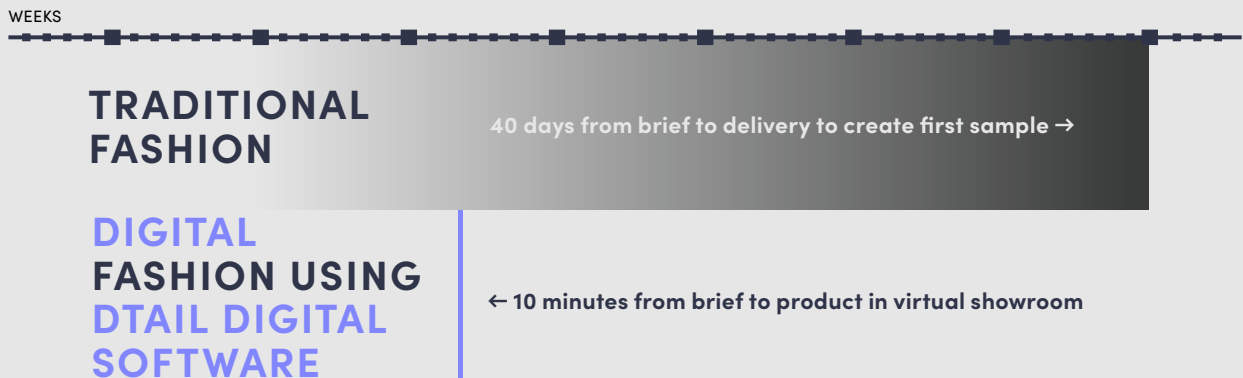 WEEKS
TRADITIONAL
FASHION
40 days from brief to delivery to create first sample →
DIGITAL
FASHION USING
DTAIL DIGITAL
SOFTWARE
← 10 minutes from brief to product in virtual showroom